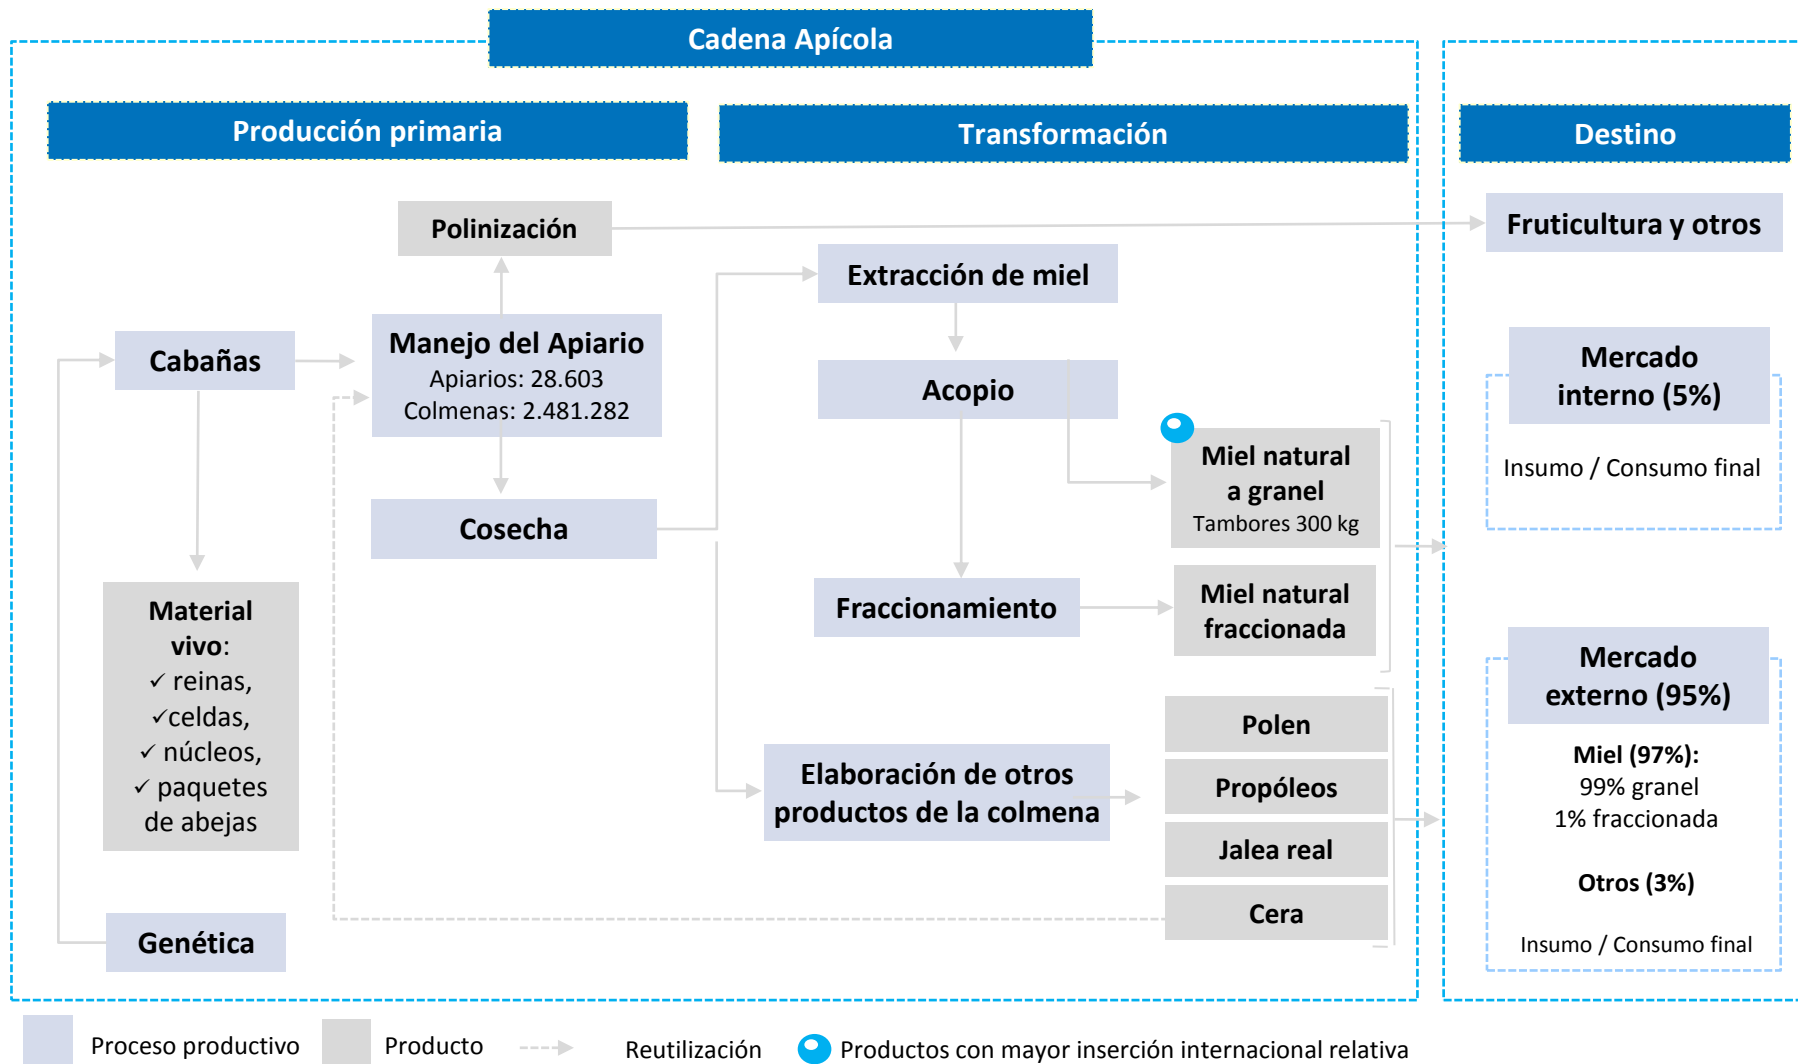 Cadena Apícola
Producción primaria
Transformación
Destino
Polinización
Fruticultura y otros
Extracción de miel
Cabañas
Manejo del Apiario
Apiarios: 28.603
Colmenas: 2.481.282
Acopio
Mercado
interno (5%)
Insumo / Consumo final
Miel natural
a granel
Tambores 300 kg
Cosecha
Material
vivo:
✓ reinas,
✓celdas,
✓ núcleos,
✓ paquetes
de abejas
Fraccionamiento
Miel natural
fraccionada
Mercado
externo (95%)
Miel (97%):
99% granel
1% fraccionada
Otros (3%)
Insumo / Consumo final
Elaboración de otros
productos de la colmena
Polen
Propóleos
Jalea real
Cera
Genética
Proceso productivo
Producto
Reutilización
Productos con mayor inserción internacional relativa